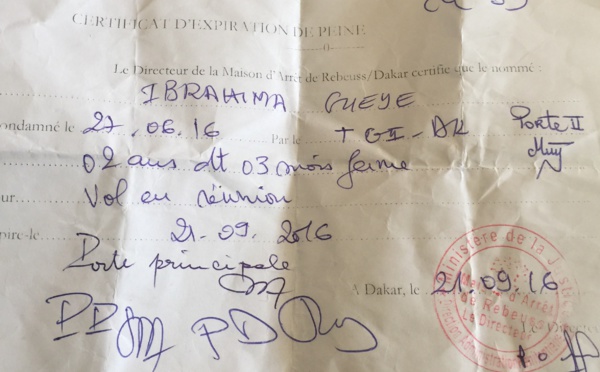 CERTIFICAT D'EXPIRATION DE PEINE
Le Directeur de la Maison d'Arrêt de Rebeuss/Dakar certifie que le nommé :
IBRAHIMA GUEYE
ondamné le 27.06.16 Par le TGI-DK
Porte II
02 ans dt 03 mois ferme
our Vol en réunion
pire-le 21-09.2016
Porte principale
A Dakar, le 21.09.16
Ministère de la Just
Maison d'Arrêt
de Rebeuss
Le Directeur
P.O